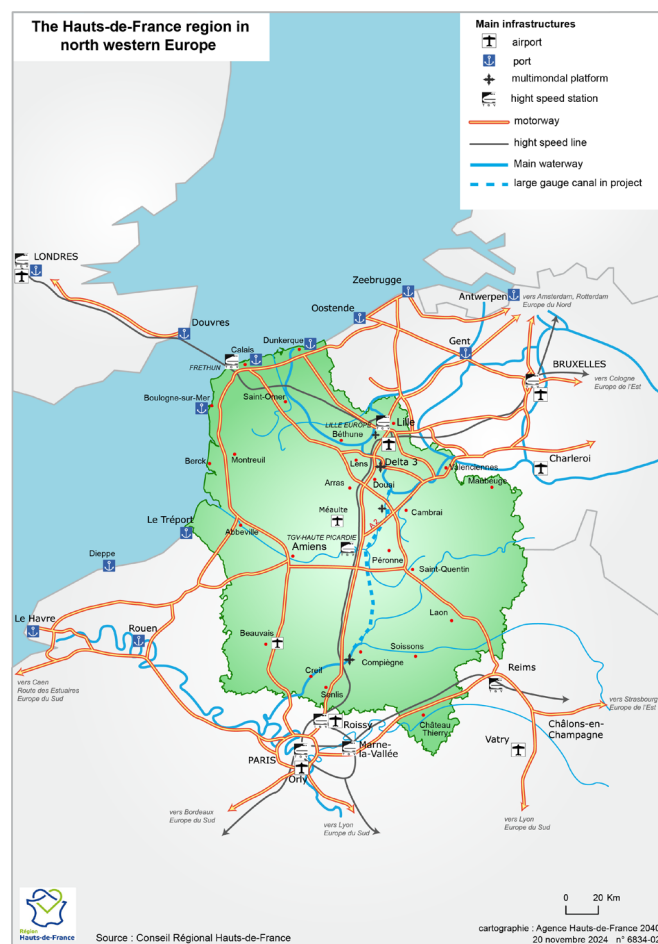 The Hauts-de-France region in
north western Europe
Main infrastructures
airport
port
multimondal platform
hight speed station
motorway
hight speed line
Main waterway
large gauge canal in project
LONDRES
Douvres
Zeebrugge
Oostende
Antwerpen
vers Amsterdam, Rotterdam
Europe du Nord
Gent
Dunkerque
Calais
FRETHUN
BRUXELLES
vers Cologne
Europe de l'Est
Boulogne-sur-Mer
Saint-Omer
LILLE EUROPE
Lille
Béthune
Berck
Montreuil
Lens
Delta 3
Valenciennes
Charleroi
Douai
Arras
Maubeuge
Méaulte
A 2
Cambrai
Le Tréport
Abbeville
TGV-HAUTE PICARDIE
Amiens
Dieppe
Péronne
Saint-Quentin
Le Havre
Rouen
Laon
Beauvais
Soissons
Compiègne
vers Caen
Route des Estuaires
Europe du Sud
Creil
Senlis
Reims
vers Strasbourg
Europe de l'Est
Roissy
Château
Thierry
Châlons-en-
Champagne
Marne-
la-Vallée
Vatry
PARIS
Orly
vers Bordeaux
Europe du Sud
vers Lyon
Europe du Sud
vers Lyon
Europe du Sud
Région
Hauts-de-France
0 20 Km
Source : Conseil Régional Hauts-de-France
cartographie : Agence Hauts-de-France 2040
20 novembre 2024 n° 6834-02